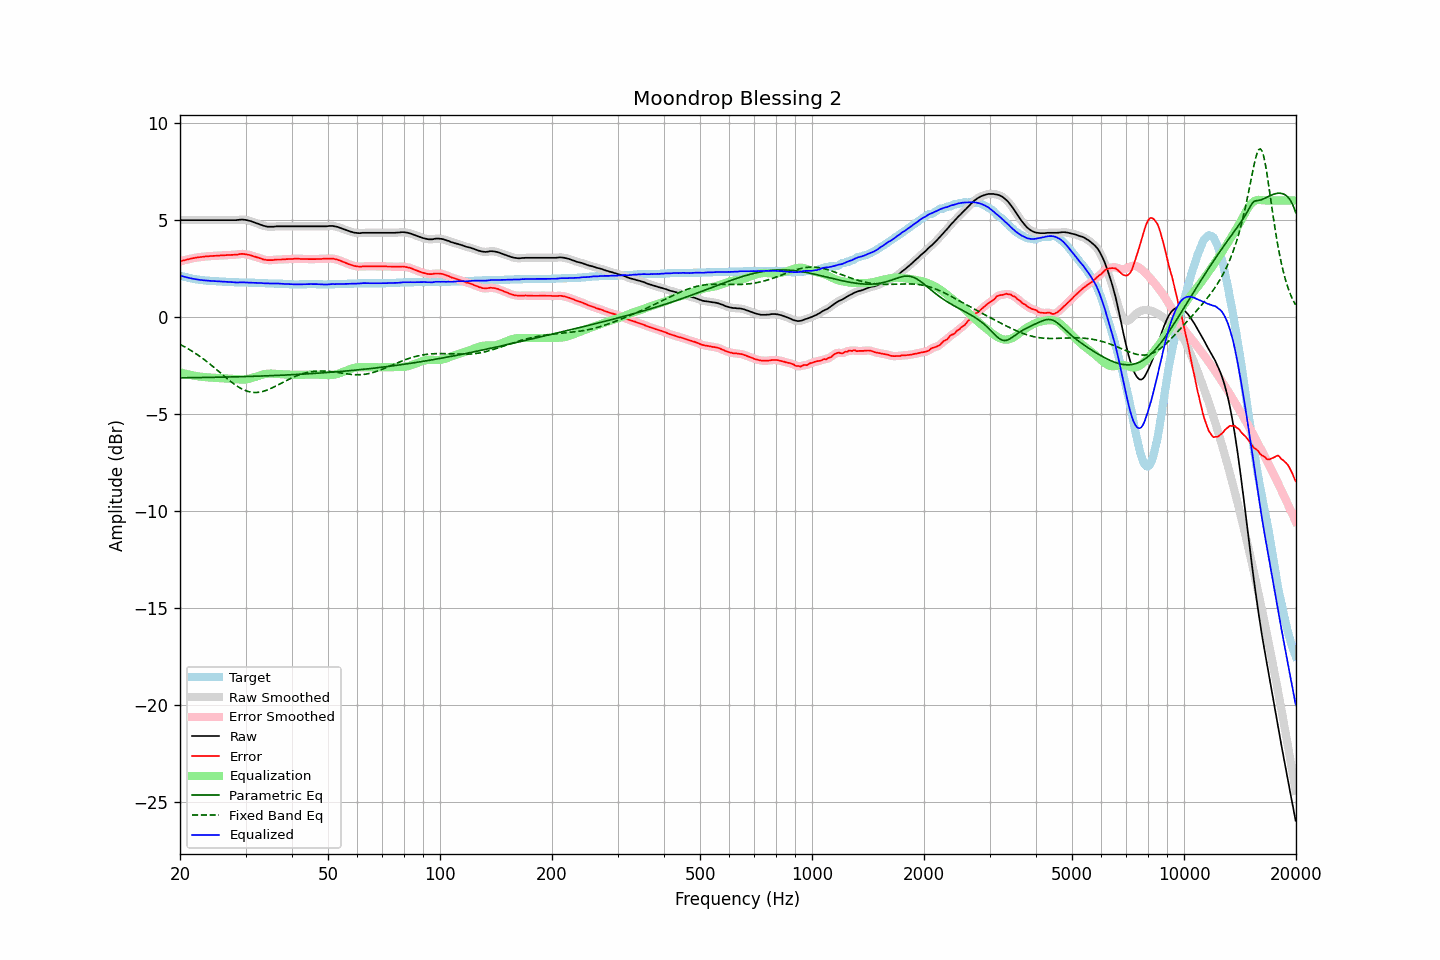 Moondrop Blessing 2
10
5
0
−5
−10
−15
−20
−25
Amplitude (dBr)
Target
Raw Smoothed
Error Smoothed
Raw
Error
Equalization
Parametric Eq
Fixed Band Eq
Equalized
20 50 100 200 500 1000 2000 5000 10000 20000
Frequency (Hz)